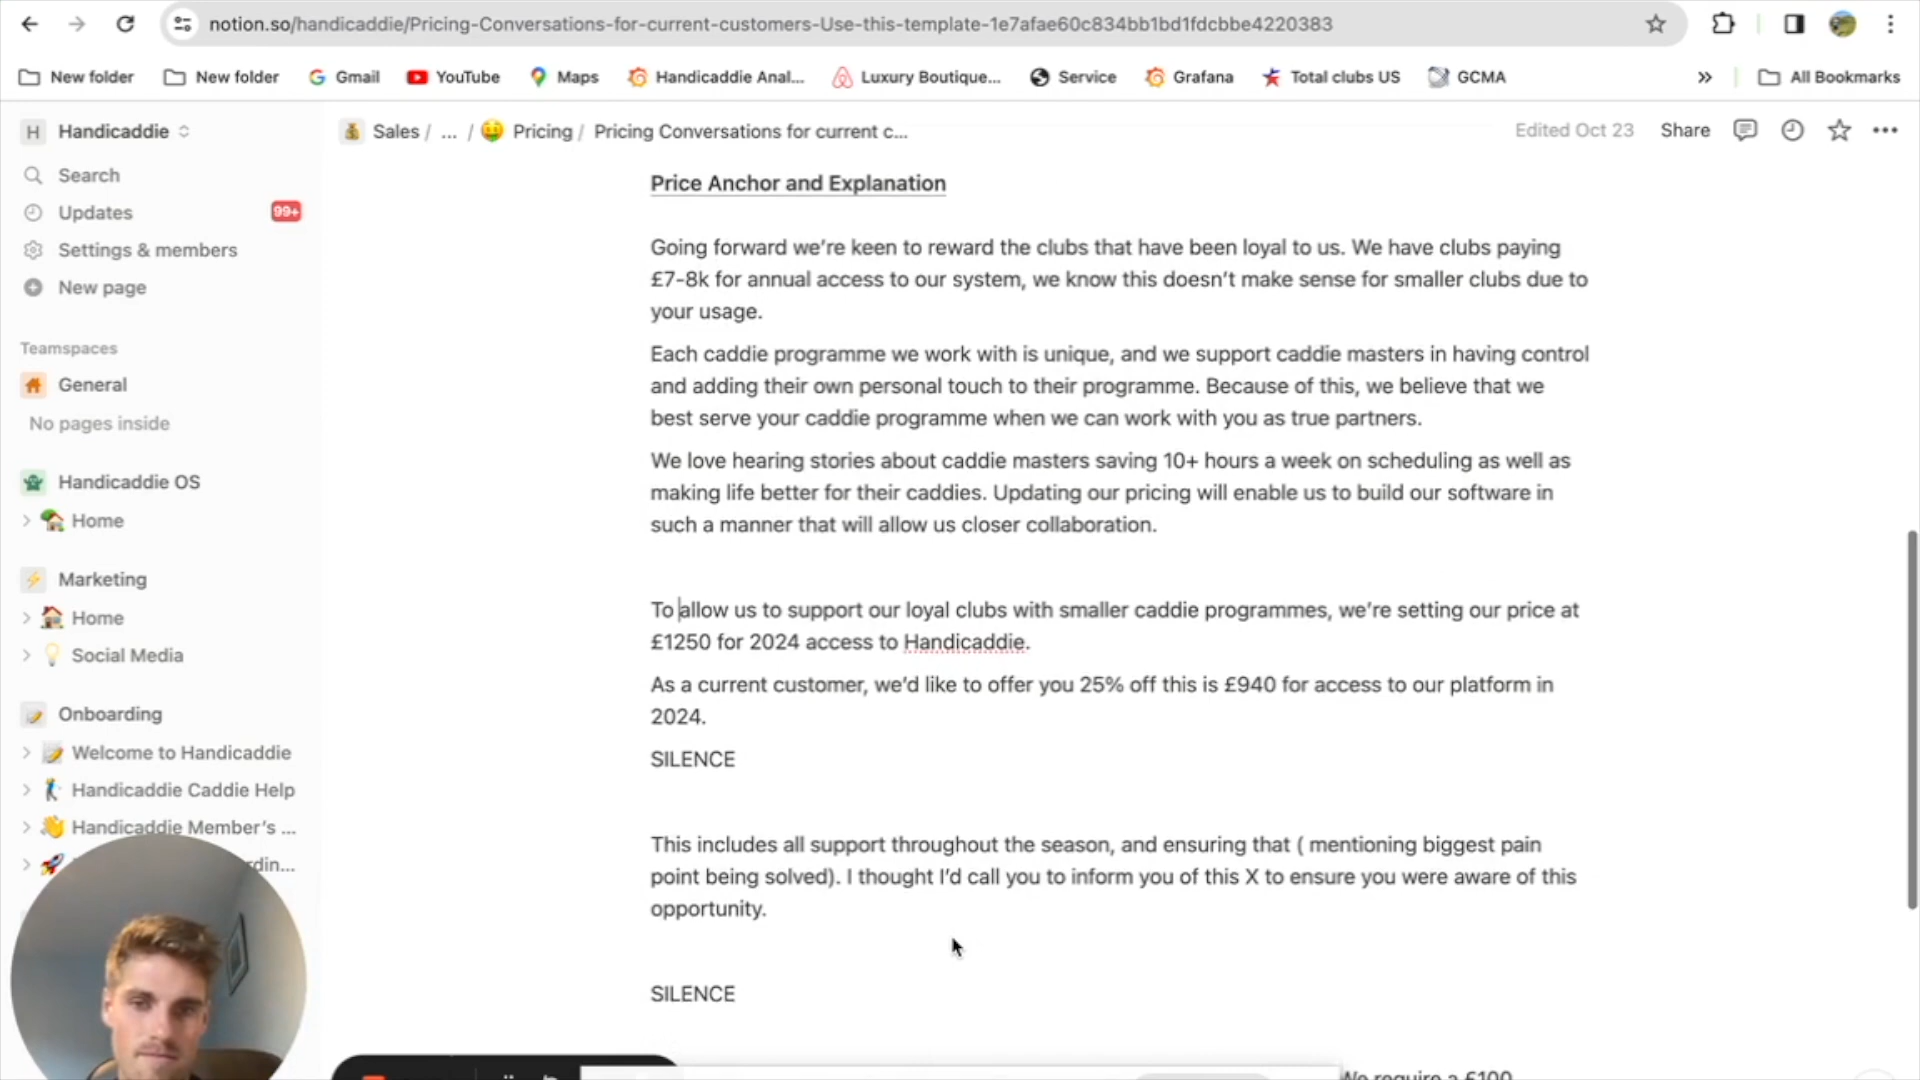 notion.so/handicaddie/Pricing-Conversations-for-current-customers-Use-this-template-1e7afae60c834bb1bd1fdcbbe4220383
New folder New folder Gmail YouTube Maps Handicaddie Anal... Luxury Boutique... Service Grafana Total clubs US GCMA » All Bookmarks
H Handicaddie
Sales / ... / Pricing / Pricing Conversations for current c...
Edited Oct 23 Share
Search
Updates 99+
Settings & members
New page
Teamspaces
General
No pages inside
Handicaddie OS
Home
Marketing
Home
Social Media
Onboarding
Welcome to Handicaddie
Handicaddie Caddie Help
Handicaddie Member's ...
Price Anchor and Explanation
Going forward we're keen to reward the clubs that have been loyal to us. We have clubs paying
£7-8k for annual access to our system, we know this doesn't make sense for smaller clubs due to
your usage.
Each caddie programme we work with is unique, and we support caddie masters in having control
and adding their own personal touch to their programme. Because of this, we believe that we
best serve your caddie programme when we can work with you as true partners.
We love hearing stories about caddie masters saving 10+ hours a week on scheduling as well as
making life better for their caddies. Updating our pricing will enable us to build our software in
such a manner that will allow us closer collaboration.
To allow us to support our loyal clubs with smaller caddie programmes, we're setting our price at
£1250 for 2024 access to Handicaddie.
As a current customer, we'd like to offer you 25% off this is £940 for access to our platform in
2024.
SILENCE
This includes all support throughout the season, and ensuring that ( mentioning biggest pain
point being solved). I thought I'd call you to inform you of this X to ensure you were aware of this
opportunity.
SILENCE
We require a £100